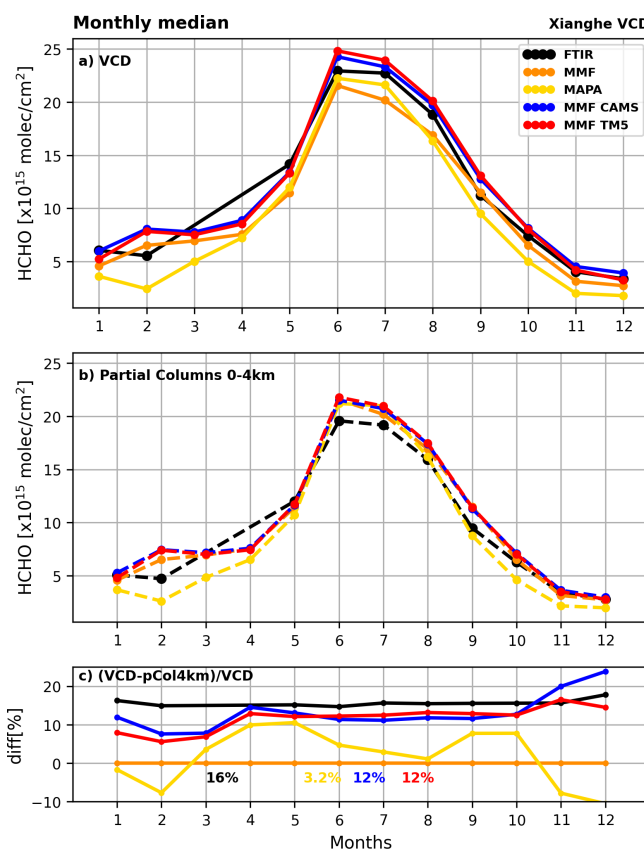 Monthly median
Xianghe VCD
a) VCD
FTIR
MMF
MAPA
MMF CAMS
MMF TM5
HCHO [x10¹⁵ molec/cm²]
25
20
15
10
5
1 2 3 4 5 6 7 8 9 10 11 12
b) Partial Columns 0-4km
HCHO [x10¹⁵ molec/cm²]
25
20
15
10
5
1 2 3 4 5 6 7 8 9 10 11 12
c) (VCD-pCol4km)/VCD
diff[%]
20
10
0
−10
16% 3.2% 12% 12%
1 2 3 4 5 6 7 8 9 10 11 12
Months